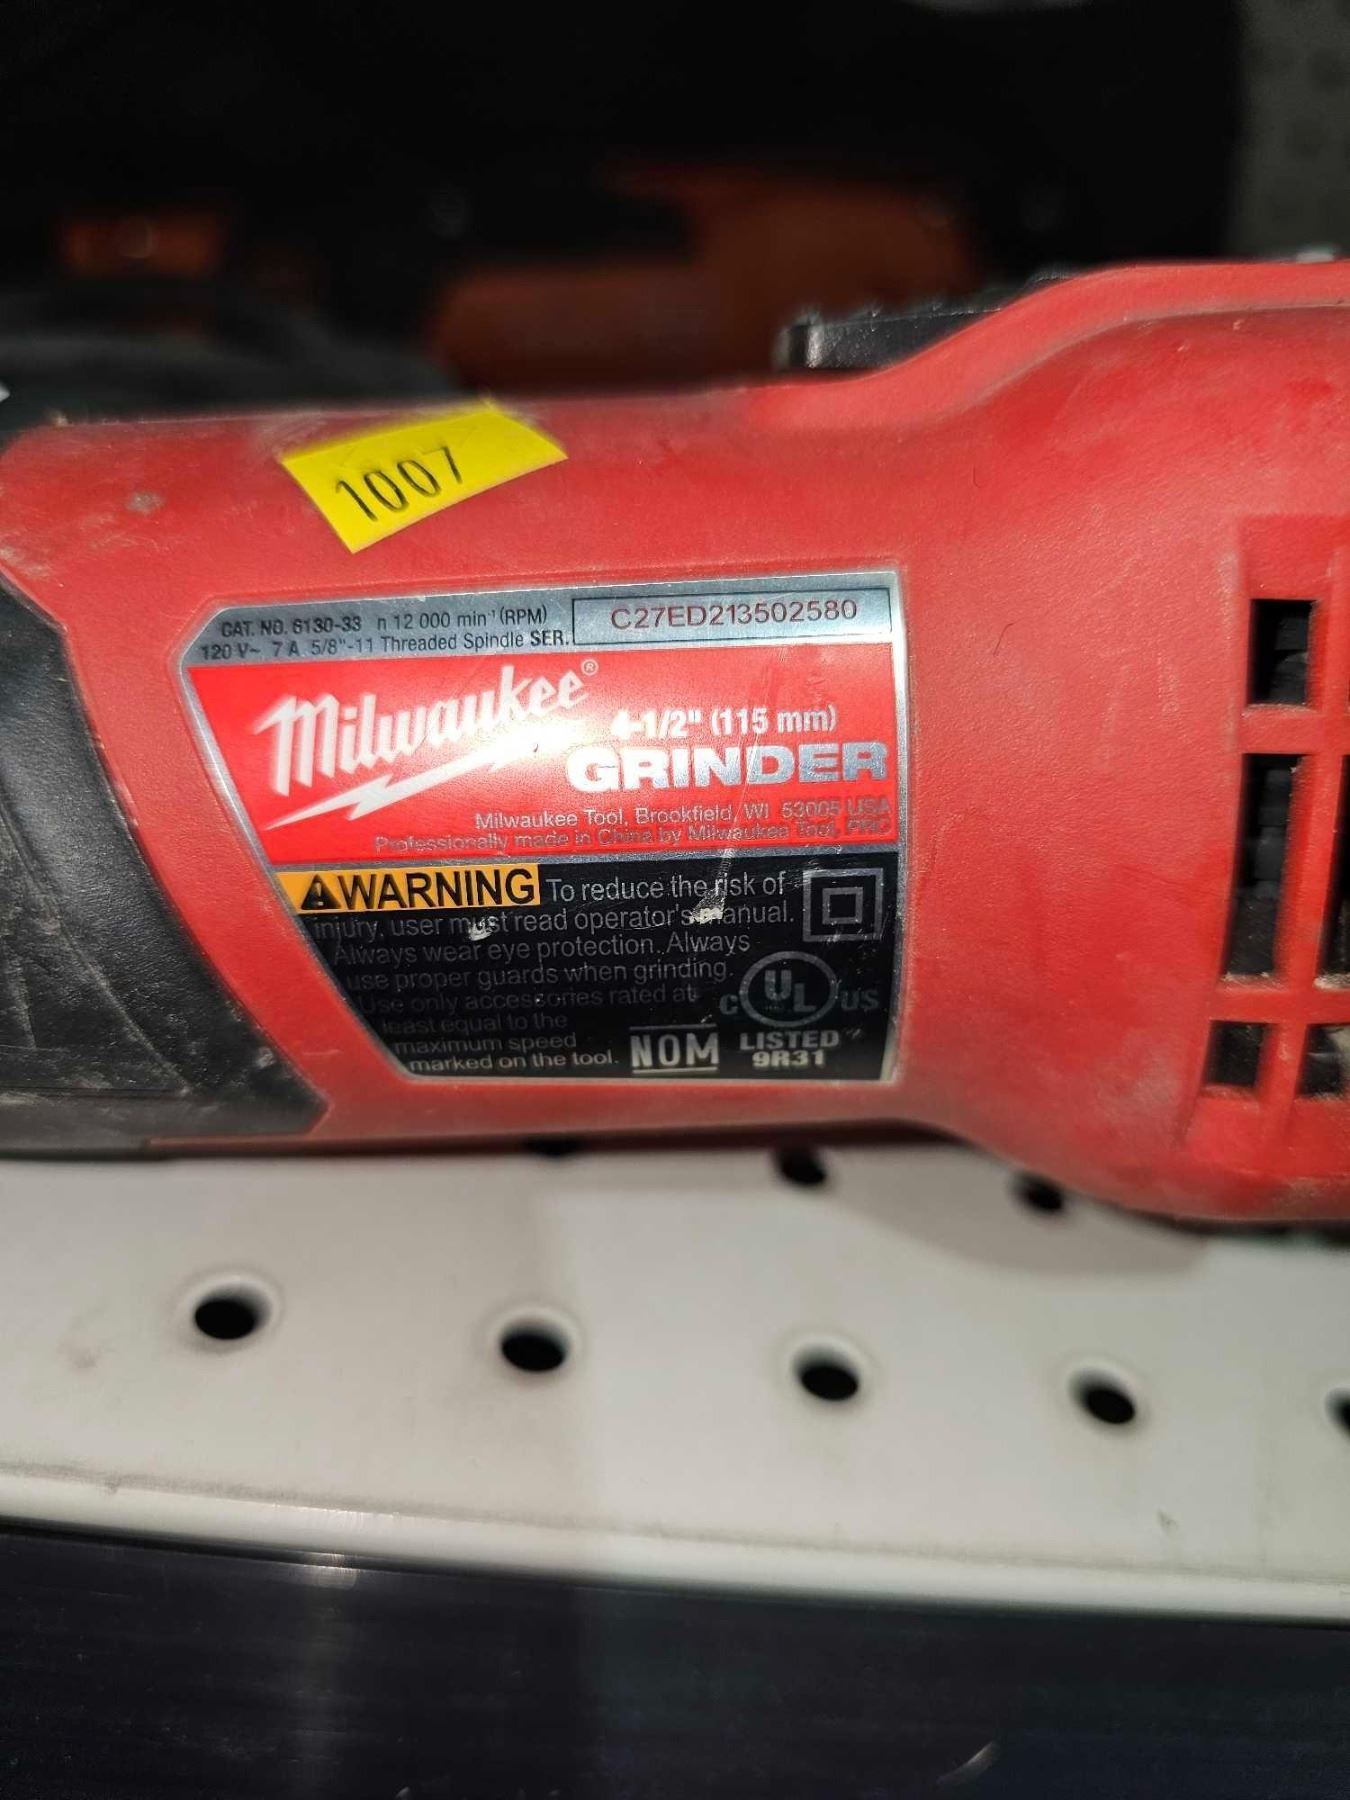 1007
CAT. NO. 6130-33 n 12 000 min⁻¹ (RPM)
120 V~ 7 A 5/8"-11 Threaded Spindle SER.
C27ED213502580
Milwaukee®
4-1/2" (115 mm)
GRINDER
Milwaukee Tool, Brookfield, WI 53005 USA
Professionally made in China by Milwaukee Tool, PRC
WARNING To reduce the risk of
injury, user must read operator's manual.
Always wear eye protection. Always
use proper guards when grinding.
Use only accessories rated at
least equal to the
maximum speed
marked on the tool.
NOM
C UL US
LISTED
9R31